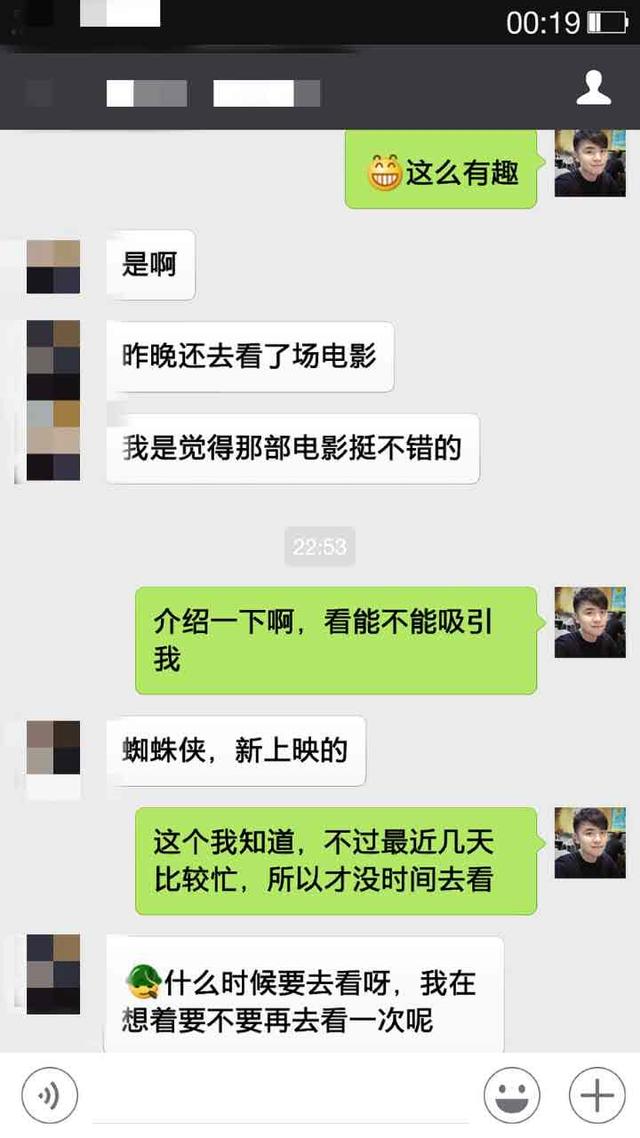 00:19
这么有趣
是啊
昨晚还去看了场电影
我是觉得那部电影挺不错的
22:53
介绍一下啊，看能不能吸引
我
蜘蛛侠，新上映的
这个我知道，不过最近几天
比较忙，所以才没时间去看
什么时候要去看呀，我在
想着要不要再去看一次呢